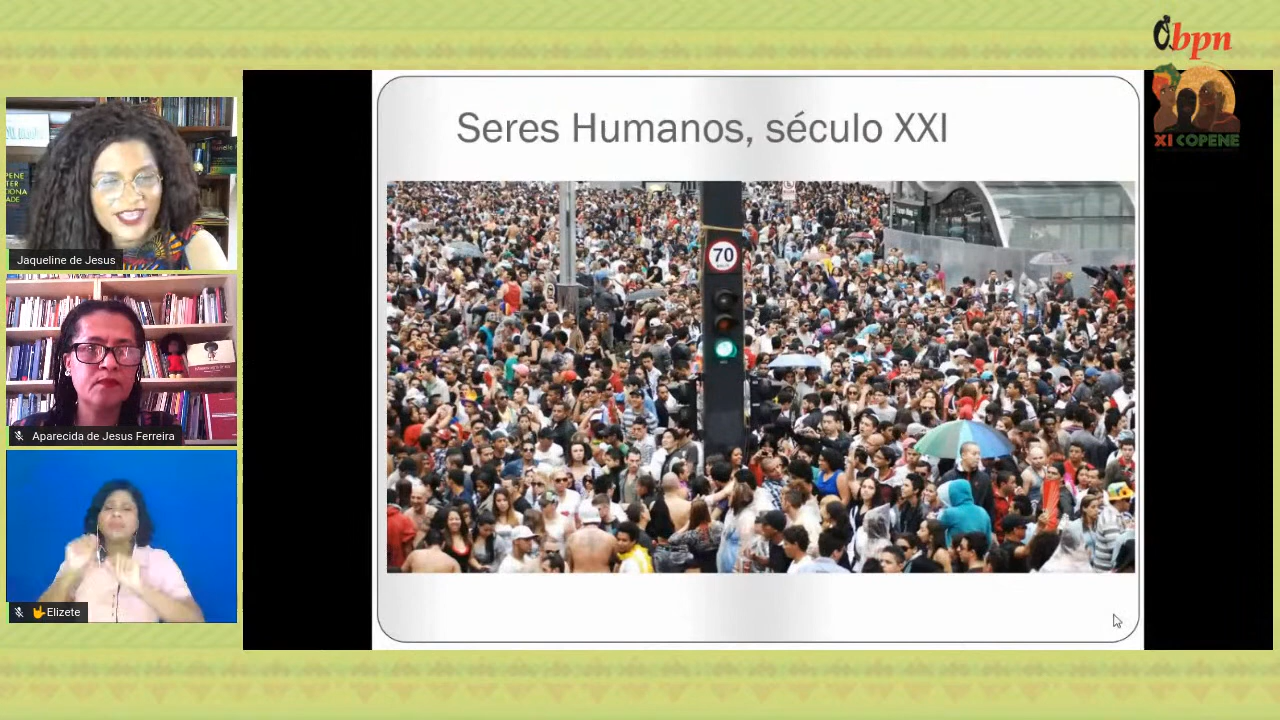 bpn
XI COPENE
Seres Humanos, século XXI
70
Jaqueline de Jesus
Aparecida de Jesus Ferreira
Elizete